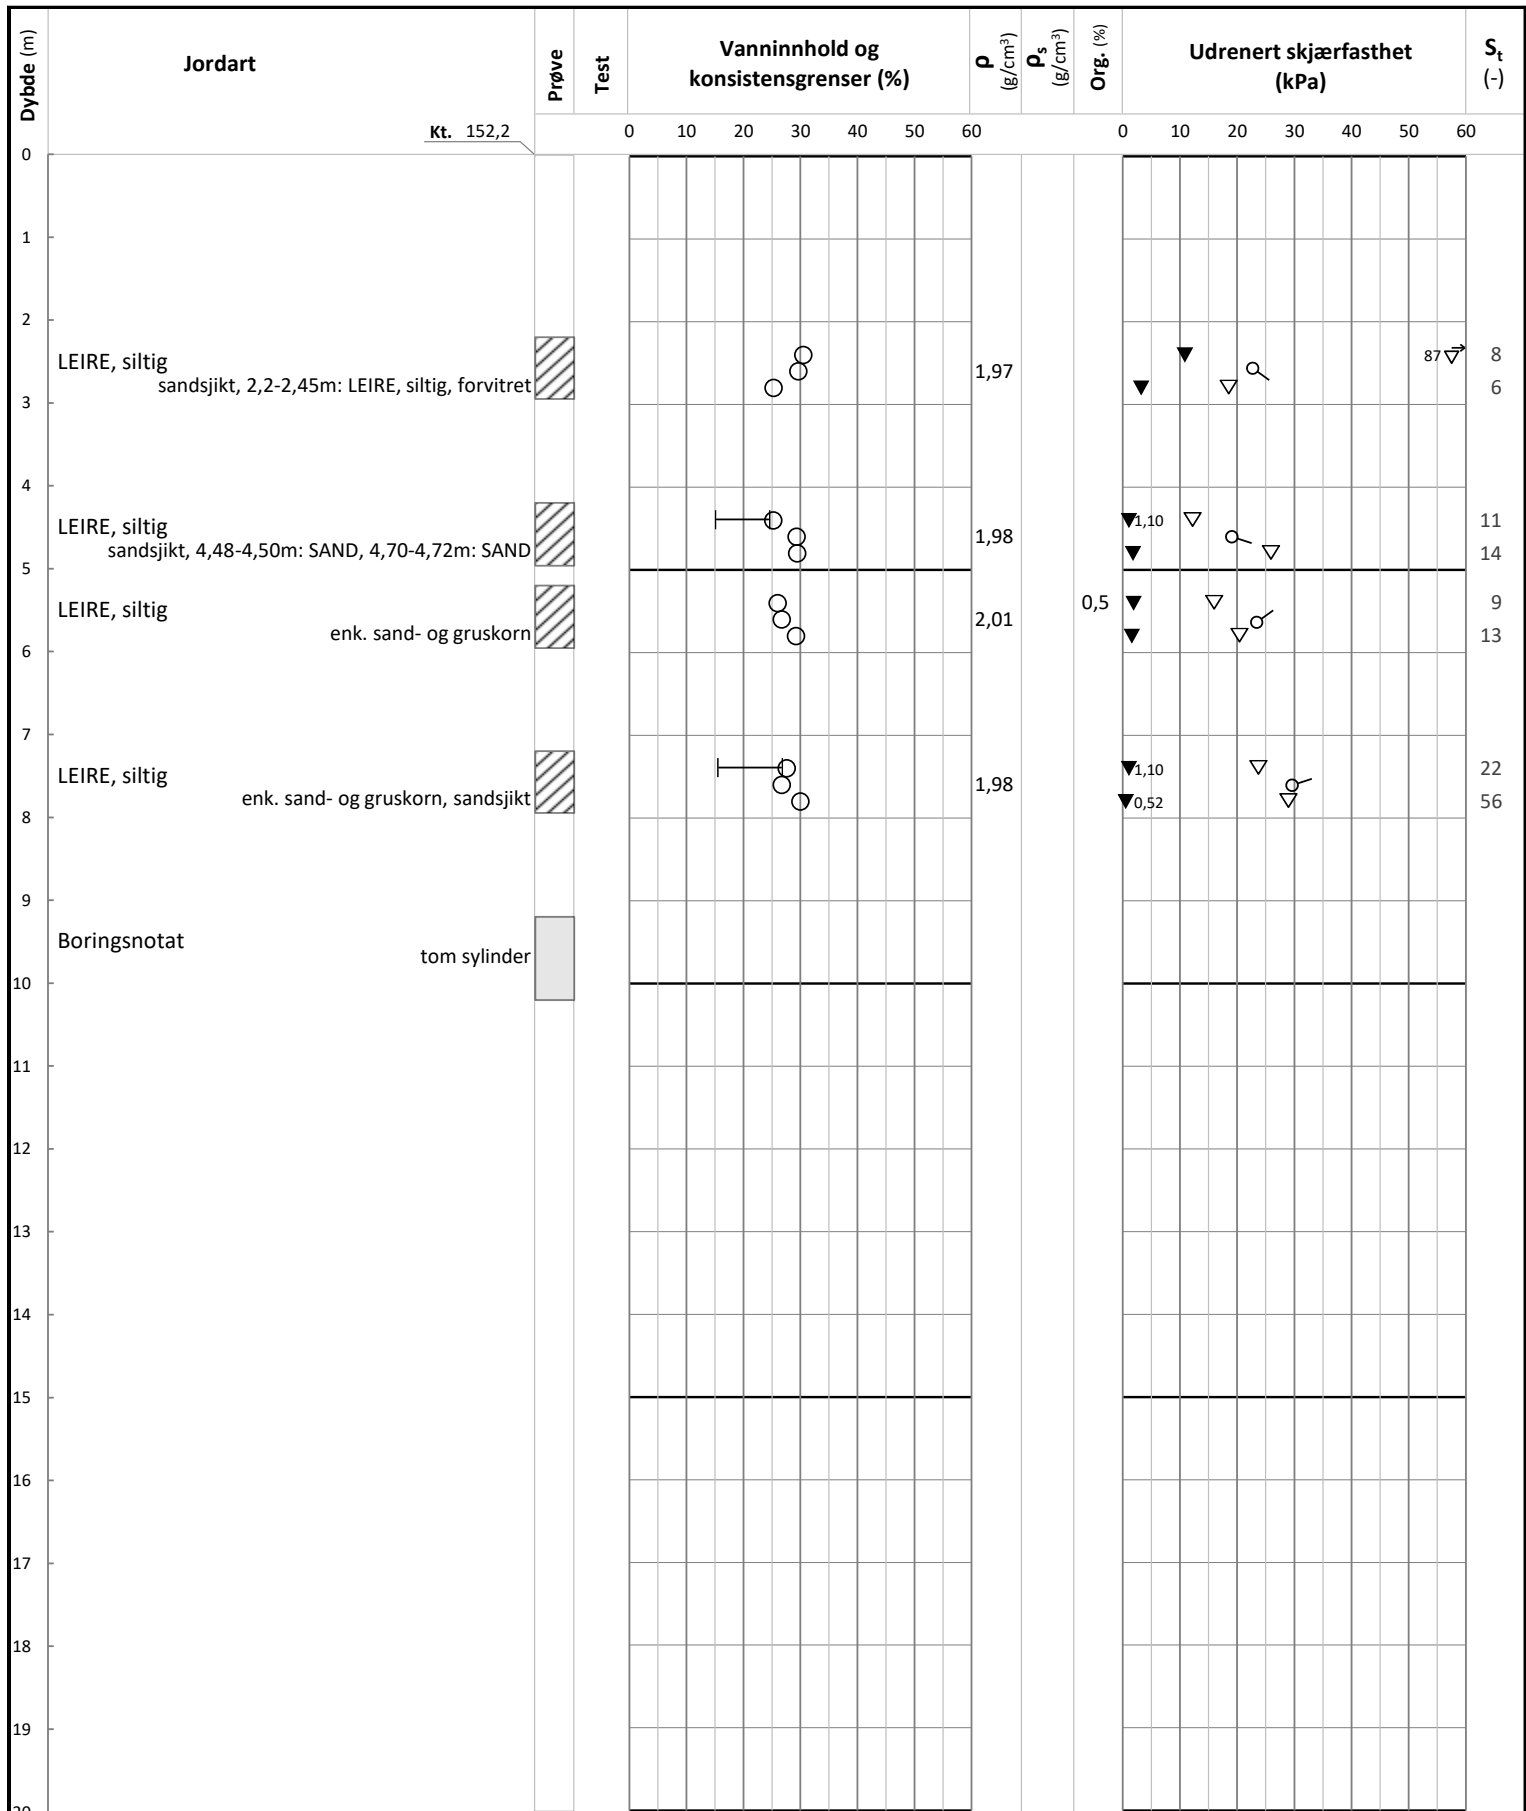 Dybde (m)
Jordart
Prøve
Test
Vanninnhold og
konsistensgrenser (%)
ρ
(g/cm³)
ρs
(g/cm³)
Org. (%)
Udrenert skjærfasthet
(kPa)
St
(-)
Kt. 152,2
0 10 20 30 40 50 60
0 10 20 30 40 50 60
0
1
2
LEIRE, siltig
sandsjikt, 2,2-2,45m: LEIRE, siltig, forvitret
1,97
87
8
6
3
4
LEIRE, siltig
sandsjikt, 4,48-4,50m: SAND, 4,70-4,72m: SAND
1,98
1,10
11
14
5
LEIRE, siltig
enk. sand- og gruskorn
2,01
0,5
9
13
6
7
LEIRE, siltig
enk. sand- og gruskorn, sandsjikt
1,98
1,10
0,52
22
56
8
9
Boringsnotat
tom sylinder
10
11
12
13
14
15
16
17
18
19
20